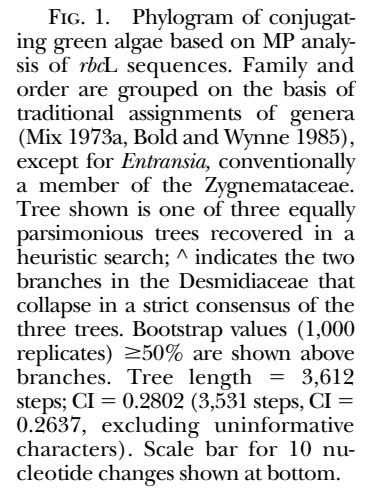 FIG. 1. Phylogram of conjugat-
ing green algae based on MP analy-
sis of rbcL sequences. Family and
order are grouped on the basis of
traditional assignments of genera
(Mix 1973a, Bold and Wynne 1985),
except for Entransia, conventionally
a member of the Zygnemataceae.
Tree shown is one of three equally
parsimonious trees recovered in a
heuristic search; ^ indicates the two
branches in the Desmidiaceae that
collapse in a strict consensus of the
three trees. Bootstrap values (1,000
replicates) ≥50% are shown above
branches. Tree length = 3,612
steps; CI = 0.2802 (3,531 steps, CI =
0.2637, excluding uninformative
characters). Scale bar for 10 nu-
cleotide changes shown at bottom.